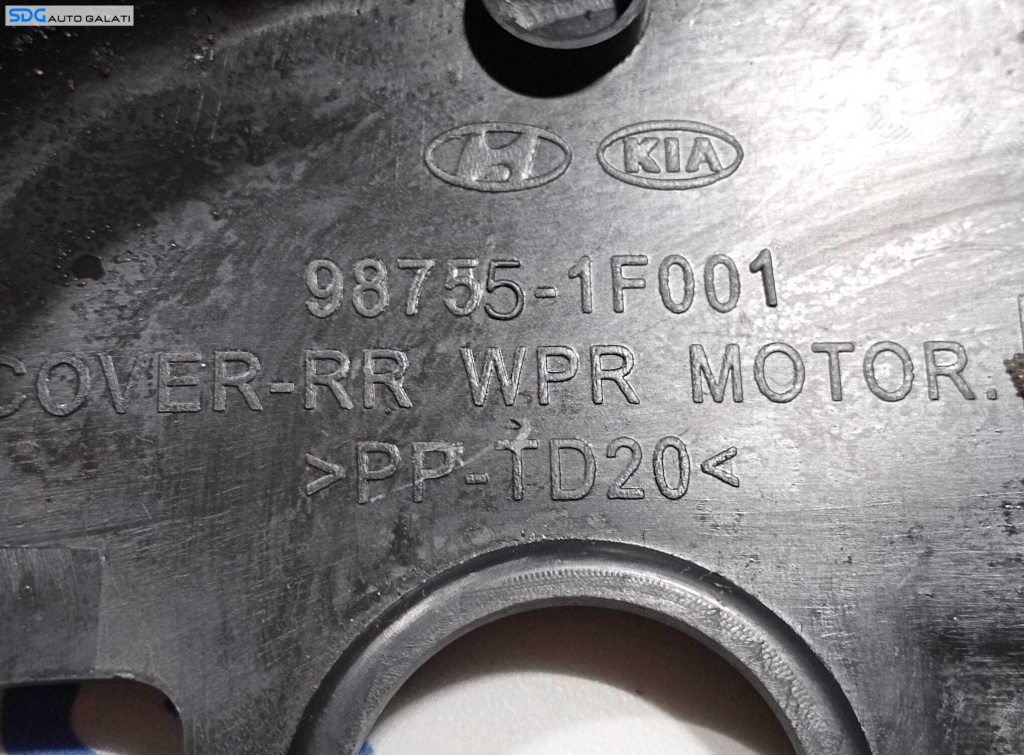 SDG AUTO GALATI
KIA
98755-1F001
COVER-RR WPR MOTOR.
>PP-TD20<